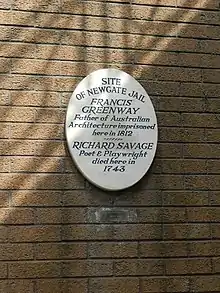 SITE
OF NEWGATE JAIL
FRANCIS
GREENWAY
Father of Australian
Architecture imprisoned
here in 1812
RICHARD SAVAGE
Poet & Playwright
died here in
1743